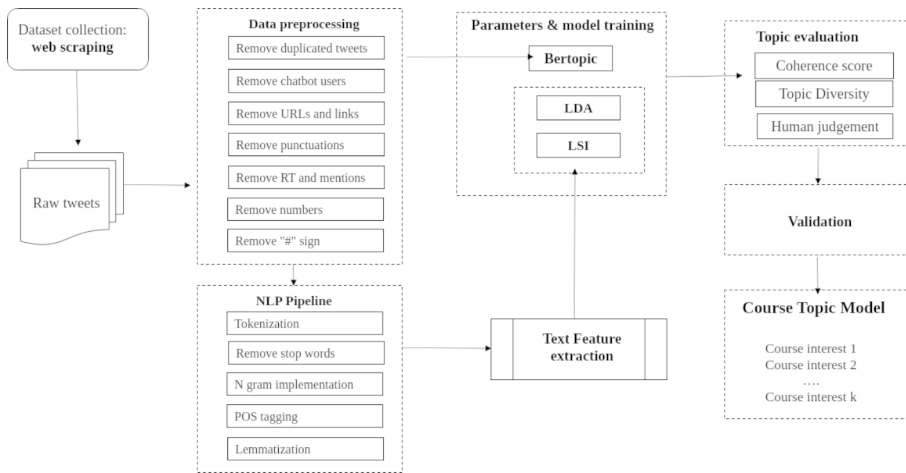 Dataset collection:
web scraping
Raw tweets
Data preprocessing
Remove duplicated tweets
Remove chatbot users
Remove URLs and links
Remove punctuations
Remove RT and mentions
Remove numbers
Remove "#" sign
NLP Pipeline
Tokenization
Remove stop words
N gram implementation
POS tagging
Lemmatization
Parameters & model training
Bertopic
LDA
LSI
Text Feature
extraction
Topic evaluation
Coherence score
Topic Diversity
Human judgement
Validation
Course Topic Model
Course interest 1
Course interest 2
....
Course interest k